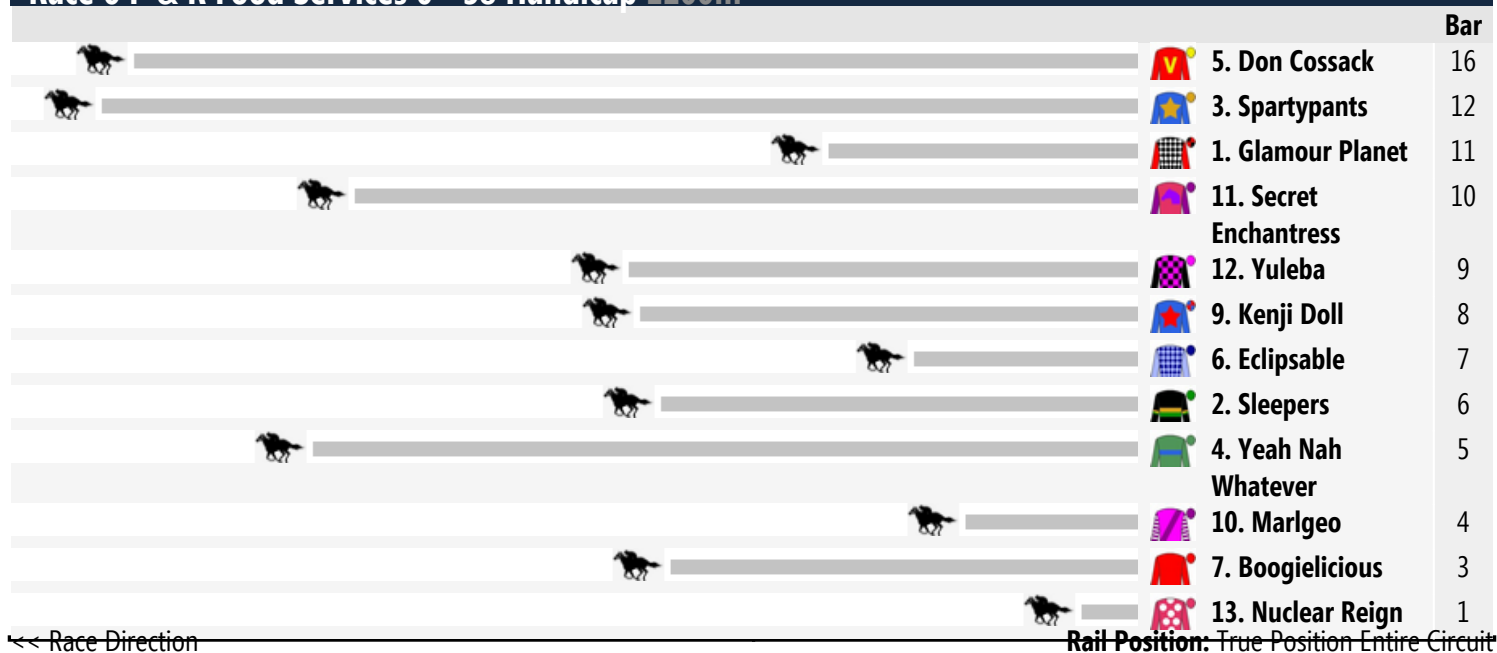 Bar
5. Don Cossack 16
3. Spartypants 12
1. Glamour Planet 11
11. Secret 10
Enchantress
12. Yuleba 9
9. Kenji Doll 8
6. Eclipsable 7
2. Sleepers 6
4. Yeah Nah 5
Whatever
10. Marlgeo 4
7. Boogielicious 3
13. Nuclear Reign 1
<< Race Direction Rail Position: True Position Entire Circuit